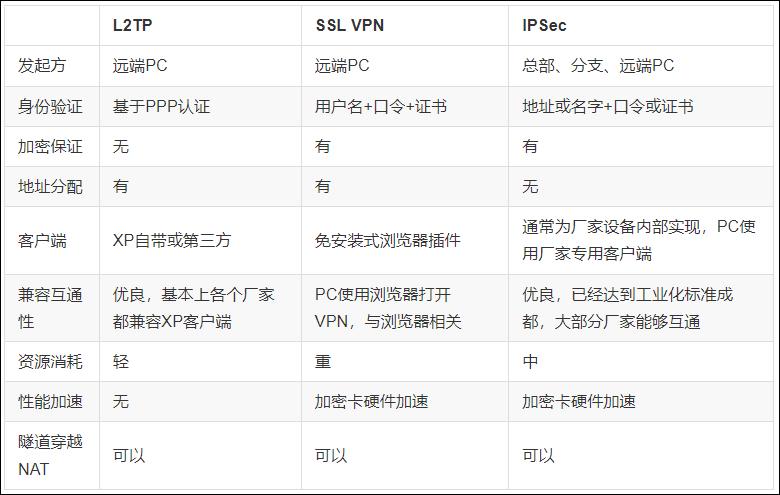 L2TP SSL VPN IPSec
发起方 远端PC 远端PC 总部、分支、远端PC
身份验证 基于PPP认证 用户名+口令+证书 地址或名字+口令或证书
加密保证 无 有 有
地址分配 有 有 无
客户端 XP自带或第三方 免安装式浏览器插件 通常为厂家设备内部实现，PC使
用厂家专用客户端
兼容互通
性 优良，基本上各个厂家
都兼容XP客户端 PC使用浏览器打开
VPN，与浏览器相关 优良，已经达到工业化标准成
都，大部分厂家能够互通
资源消耗 轻 重 中
性能加速 无 加密卡硬件加速 加密卡硬件加速
隧道穿越
NAT 可以 可以 可以